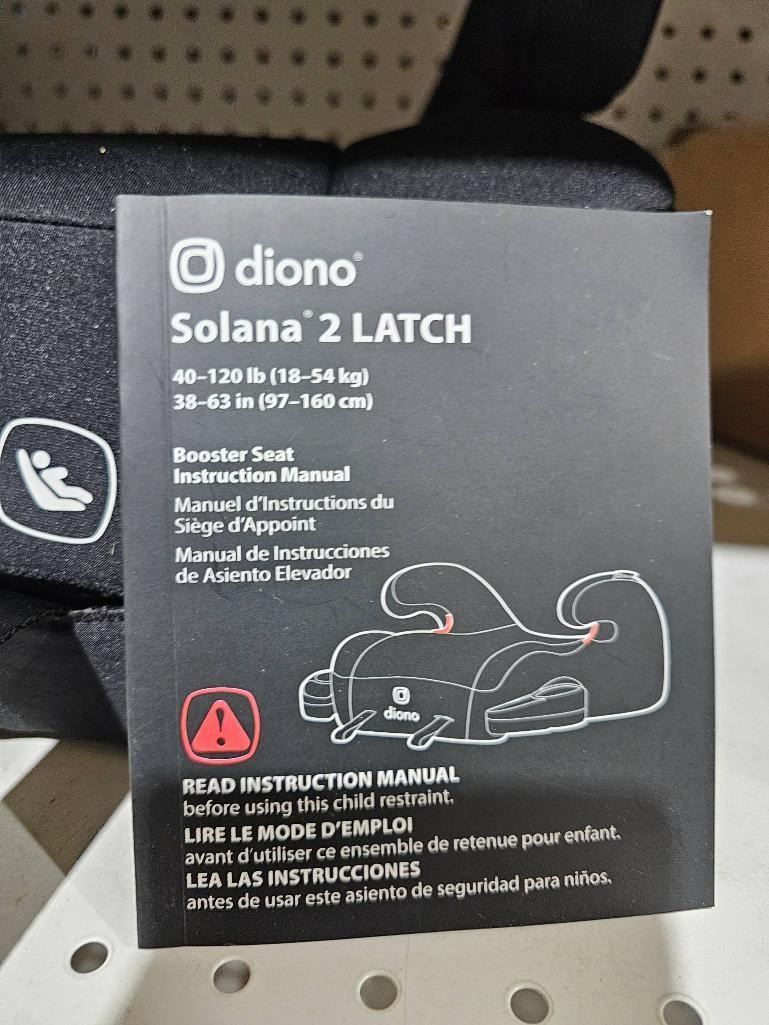 diono®
Solana® 2 LATCH
40–120 lb (18–54 kg)
38–63 in (97–160 cm)
Booster Seat
Instruction Manual
Manuel d'Instructions du
Siège d'Appoint
Manual de Instrucciones
de Asiento Elevador
diono
READ INSTRUCTION MANUAL
before using this child restraint.
LIRE LE MODE D'EMPLOI
avant d'utiliser ce ensemble de retenue pour enfant.
LEA LAS INSTRUCCIONES
antes de usar este asiento de seguridad para niños.